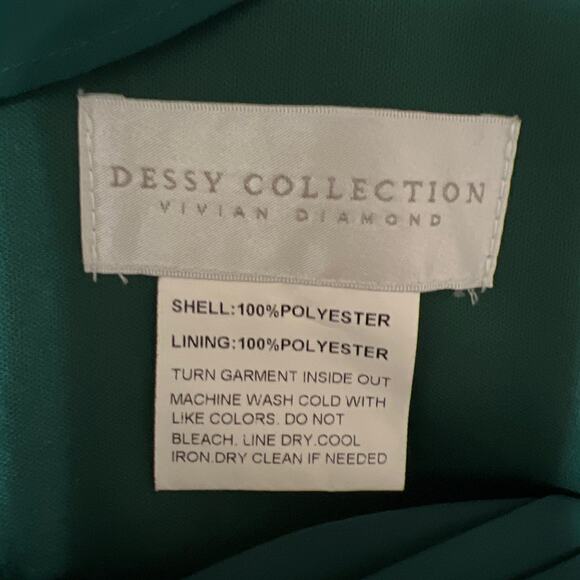 DESSY COLLECTION
VIVIAN DIAMOND
SHELL:100%POLYESTER
LINING:100%POLYESTER
TURN GARMENT INSIDE OUT
MACHINE WASH COLD WITH
LIKE COLORS. DO NOT
BLEACH. LINE DRY.COOL
IRON.DRY CLEAN IF NEEDED